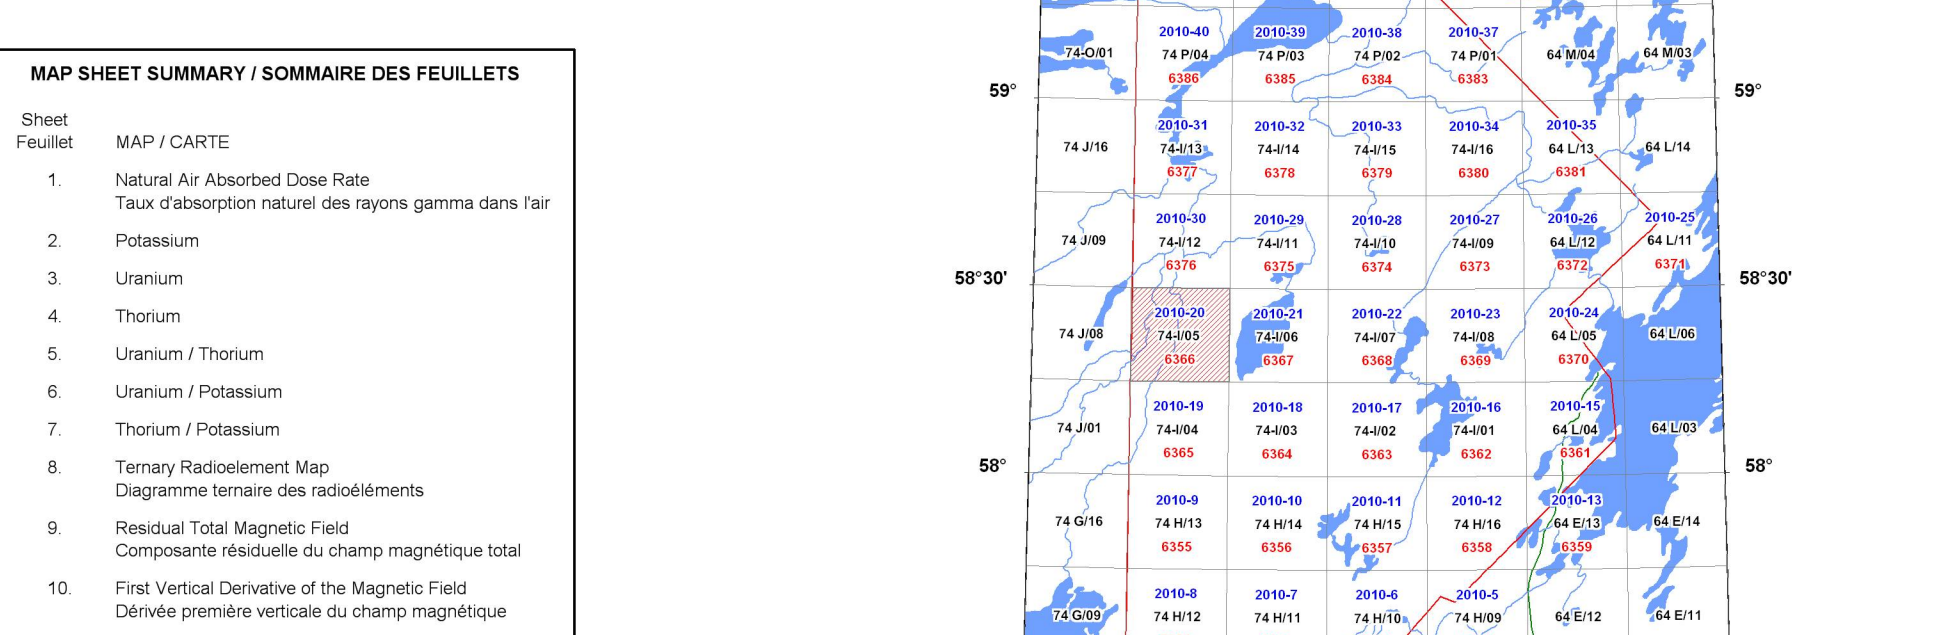 MAP SHEET SUMMARY / SOMMAIRE DES FEUILLETS
Sheet
Feuillet MAP / CARTE
1. Natural Air Absorbed Dose Rate
Taux d'absorption naturel des rayons gamma dans l'air
2. Potassium
3. Uranium
4. Thorium
5. Uranium / Thorium
6. Uranium / Potassium
7. Thorium / Potassium
8. Ternary Radioelement Map
Diagramme ternaire des radioéléments
9. Residual Total Magnetic Field
Composante résiduelle du champ magnétique total
10. First Vertical Derivative of the Magnetic Field
Dérivée première verticale du champ magnétique
2010-40 2010-39 2010-38 2010-37
74-O/01 74 P/04 74 P/03 74 P/02 74 P/01 64 M/04 64 M/03
6386 6385 6384 6383
59° 59°
2010-31 2010-32 2010-33 2010-34 2010-35
74 J/16 74-I/13 74-I/14 74-I/15 74-I/16 64 L/13 64 L/14
6377 6378 6379 6380 6381
2010-30 2010-29 2010-28 2010-27 2010-26 2010-25
74 J/09 74-I/12 74-I/11 74-I/10 74-I/09 64 L/12 64 L/11
6376 6375 6374 6373 6372 6371
58°30' 58°30'
2010-20 2010-21 2010-22 2010-23 2010-24
74 J/08 74-I/05 74-I/06 74-I/07 74-I/08 64 L/05 64 L/06
6366 6367 6368 6369 6370
2010-19 2010-18 2010-17 2010-16 2010-15
74 J/01 74-I/04 74-I/03 74-I/02 74-I/01 64 L/04 64 L/03
6365 6364 6363 6362 6361
58° 58°
2010-9 2010-10 2010-11 2010-12 2010-13
74 G/16 74 H/13 74 H/14 74 H/15 74 H/16 64 E/13 64 E/14
6355 6356 6357 6358 6359
2010-8 2010-7 2010-6 2010-5
74 G/09 74 H/12 74 H/11 74 H/10 74 H/09 64 E/12 64 E/11